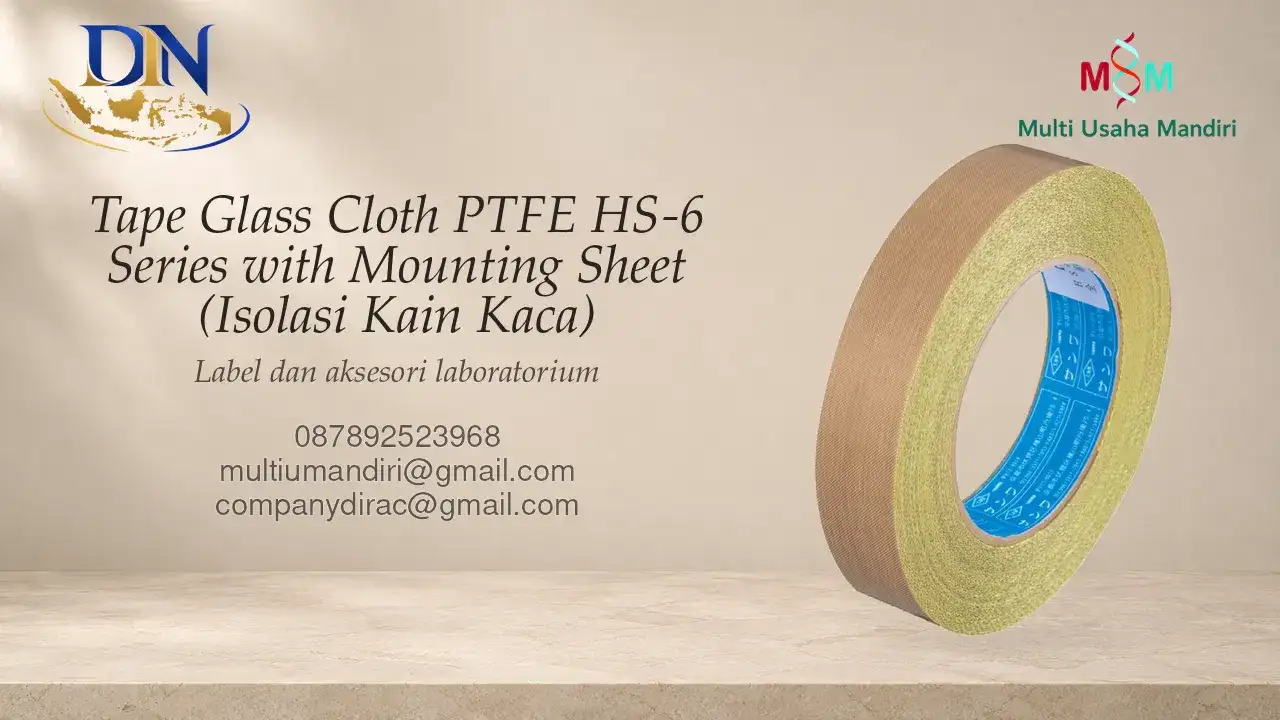 DIN
MSM
Multi Usaha Mandiri
Tape Glass Cloth PTFE HS-6
Series with Mounting Sheet
(Isolasi Kain Kaca)
Label dan aksesori laboratorium
087892523968
multiumandiri@gmail.com
companydirac@gmail.com